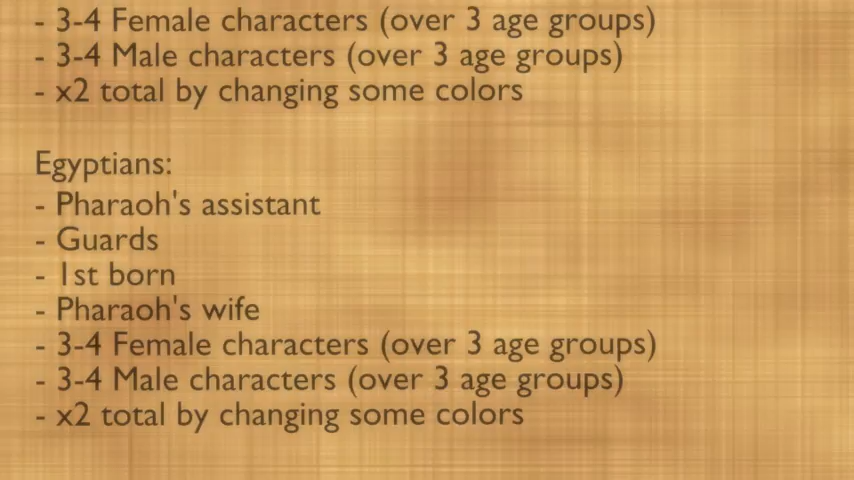 - 3-4 Female characters (over 3 age groups)
- 3-4 Male characters (over 3 age groups)
- x2 total by changing some colors
Egyptians:
- Pharaoh's assistant
- Guards
- 1st born
- Pharaoh's wife
- 3-4 Female characters (over 3 age groups)
- 3-4 Male characters (over 3 age groups)
- x2 total by changing some colors